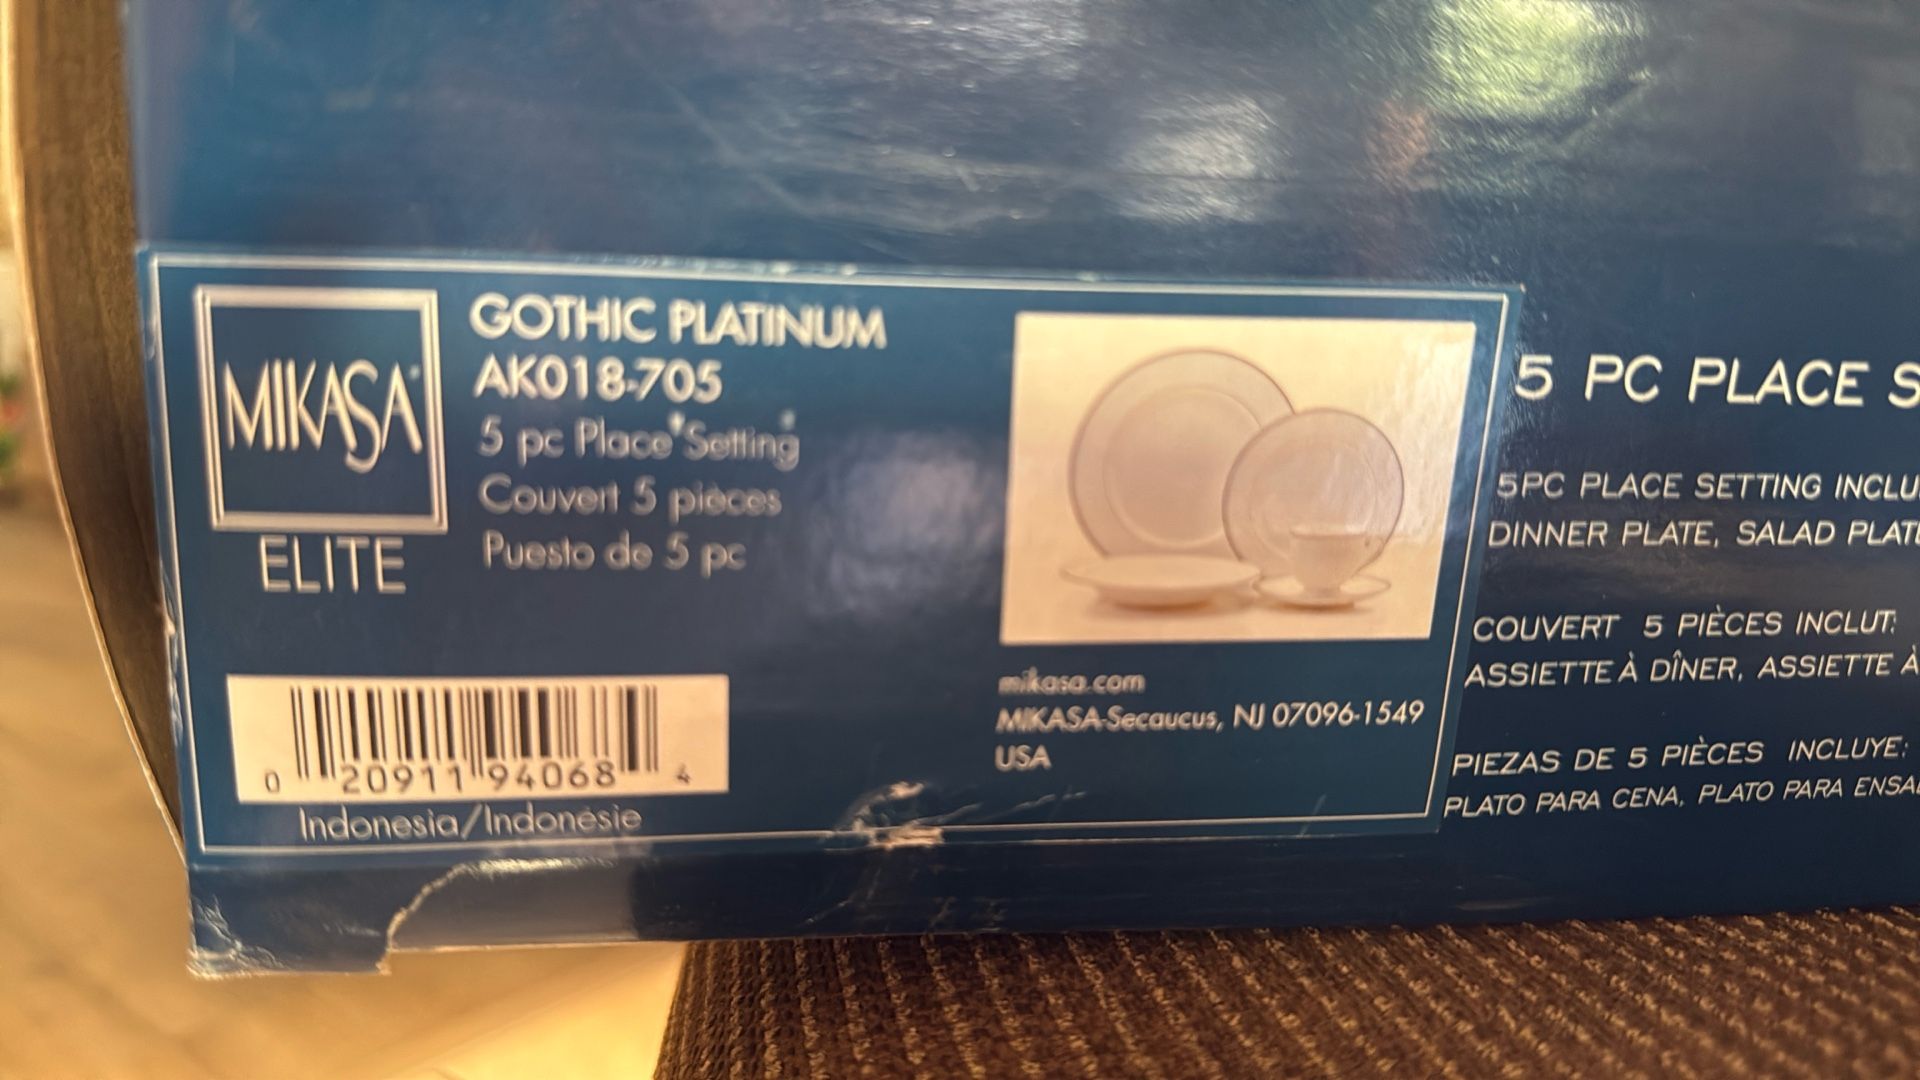 MIKASA
ELITE
GOTHIC PLATINUM
AK018-705
5 pc Place Setting
Couvert 5 pièces
Puesto de 5 pc
0 20911 94068 4
Indonesia/Indonésie
mikasa.com
MIKASA-Secaucus, NJ 07096-1549
USA
5 PC PLACE S
5PC PLACE SETTING INCLU
DINNER PLATE, SALAD PLATE
COUVERT 5 PIÈCES INCLUT:
ASSIETTE À DÎNER, ASSIETTE À
PIEZAS DE 5 PIÈCES INCLUYE:
PLATO PARA CENA, PLATO PARA ENSAL